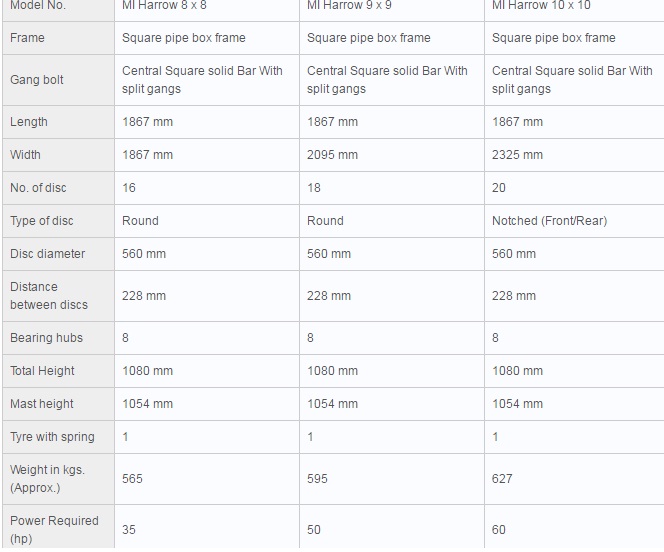 Model No. MI Harrow 8 x 8 MI Harrow 9 x 9 MI Harrow 10 x 10
Frame Square pipe box frame Square pipe box frame Square pipe box frame
Gang bolt Central Square solid Bar With split gangs Central Square solid Bar With split gangs Central Square solid Bar With split gangs
Length 1867 mm 1867 mm 1867 mm
Width 1867 mm 2095 mm 2325 mm
No. of disc 16 18 20
Type of disc Round Round Notched (Front/Rear)
Disc diameter 560 mm 560 mm 560 mm
Distance between discs 228 mm 228 mm 228 mm
Bearing hubs 8 8 8
Total Height 1080 mm 1080 mm 1080 mm
Mast height 1054 mm 1054 mm 1054 mm
Tyre with spring 1 1 1
Weight in kgs. (Approx.) 565 595 627
Power Required (hp) 35 50 60